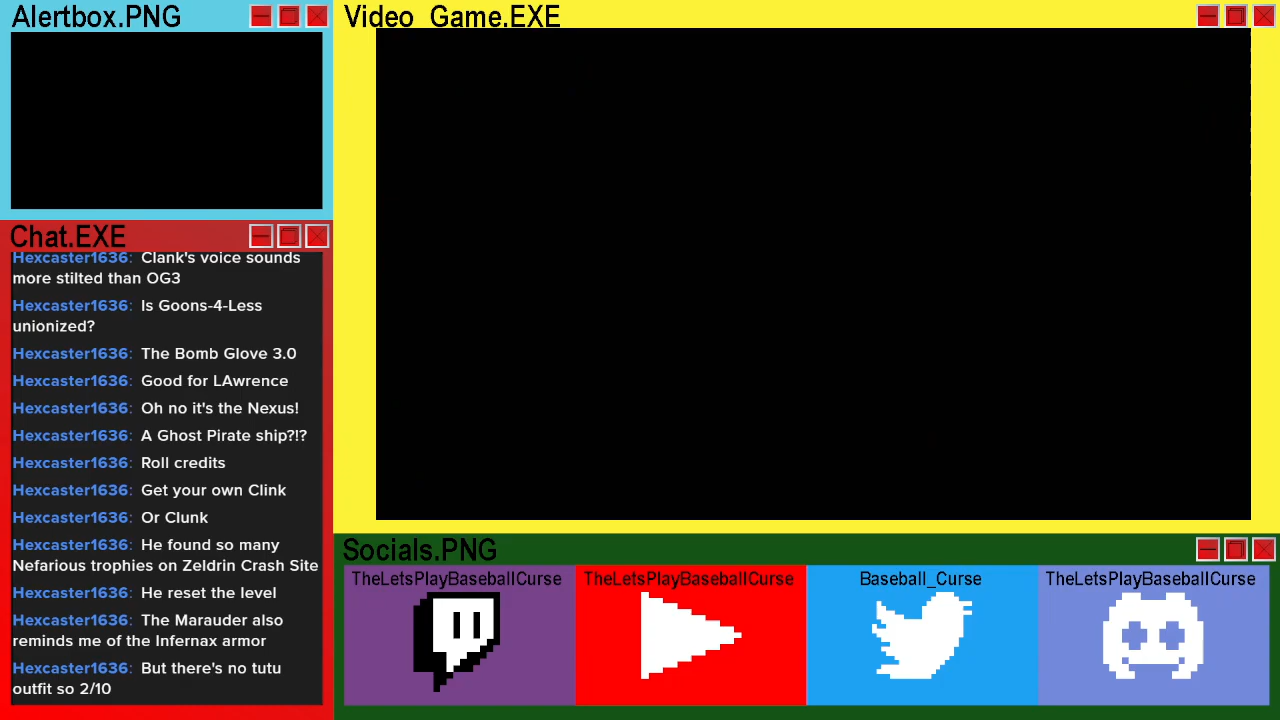 Alertbox.PNG
Video Game.EXE
Chat.EXE
Hexcaster1636: Clank's voice sounds
more stilted than OG3
Hexcaster1636: Is Goons-4-Less
unionized?
Hexcaster1636: The Bomb Glove 3.0
Hexcaster1636: Good for LAwrence
Hexcaster1636: Oh no it's the Nexus!
Hexcaster1636: A Ghost Pirate ship?!?
Hexcaster1636: Roll credits
Hexcaster1636: Get your own Clink
Hexcaster1636: Or Clunk
Hexcaster1636: He found so many
Nefarious trophies on Zeldrin Crash Site
Hexcaster1636: He reset the level
Hexcaster1636: The Marauder also
reminds me of the Infernax armor
Hexcaster1636: But there's no tutu
outfit so 2/10
Socials.PNG
TheLetsPlayBaseballCurse
TheLetsPlayBaseballCurse
Baseball_Curse
TheLetsPlayBaseballCurse